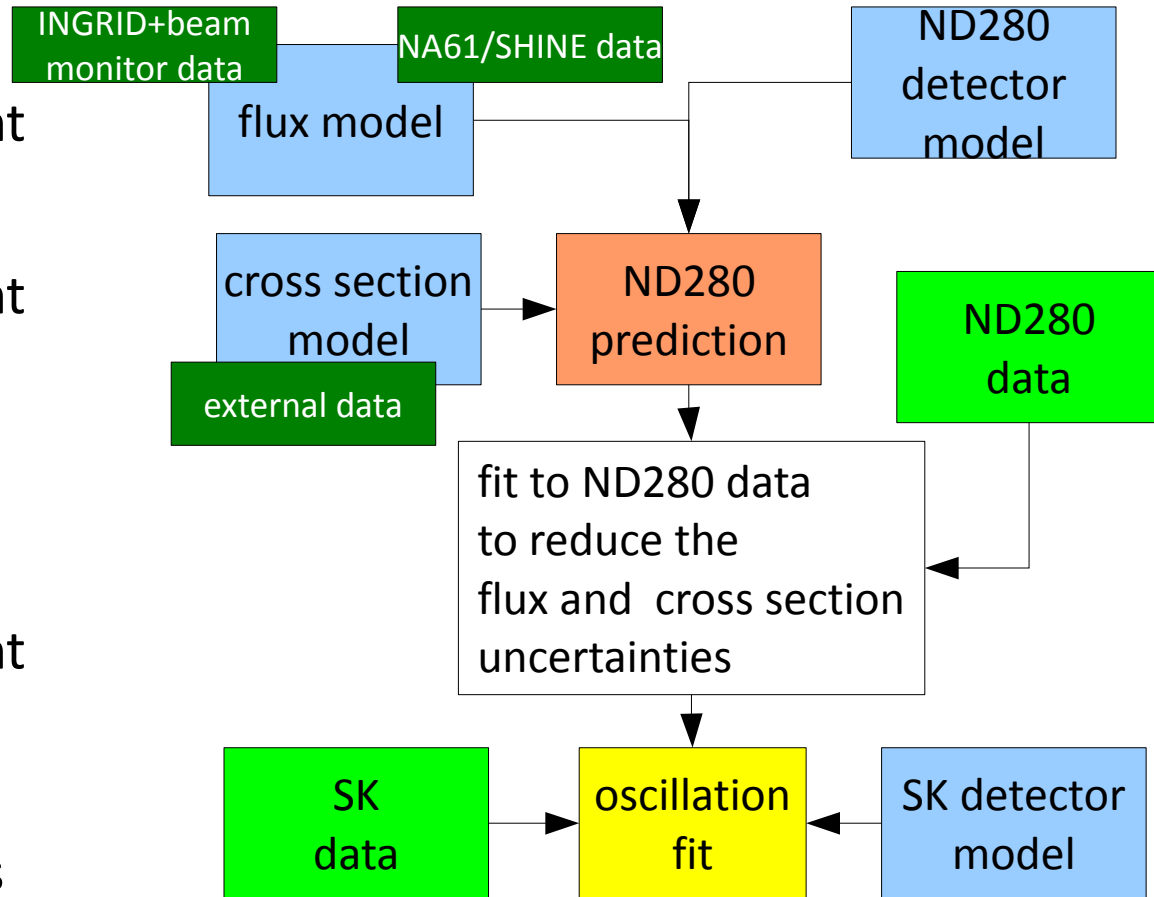 INGRID+beam
monitor data
NA61/SHINE data
flux model
ND280
detector
model
cross section
model
external data
ND280
prediction
ND280
data
fit to ND280 data
to reduce the
flux and cross section
uncertainties
SK
data
oscillation
fit
SK detector
model